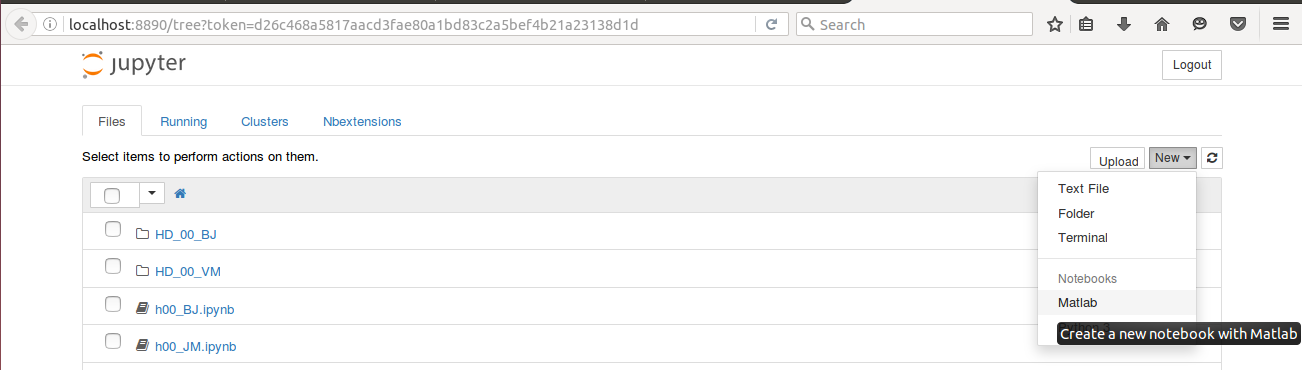 localhost:8890/tree?token=d26c468a5817aacd3fae80a1bd83c2a5bef4b21a23138d1d
Search
jupyter
Logout
Files Running Clusters Nbextensions
Select items to perform actions on them.
Upload New
Text File
Folder
Terminal
Notebooks
Matlab
Create a new notebook with Matlab
HD_00_BJ
HD_00_VM
h00_BJ.ipynb
h00_JM.ipynb